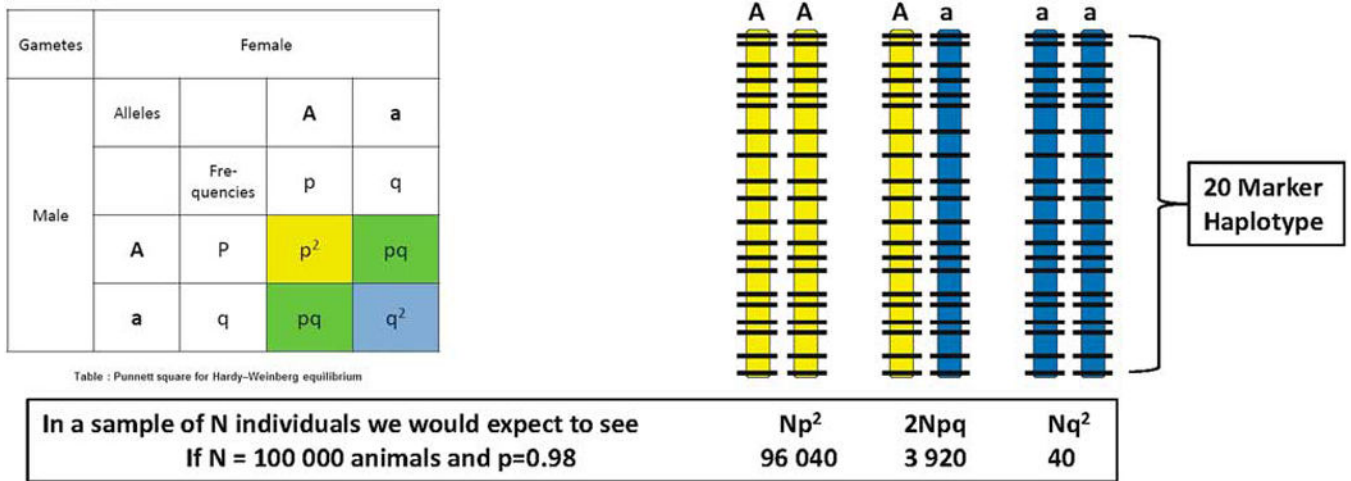 Gametes Female
Male
Alleles A a
Fre-
quencies p q
A P p² pq
a q pq q²
Table : Punnett square for Hardy–Weinberg equilibrium
A A A a a a
20 Marker
Haplotype
In a sample of N individuals we would expect to see Np² 2Npq Nq²
If N = 100 000 animals and p=0.98 96 040 3 920 40